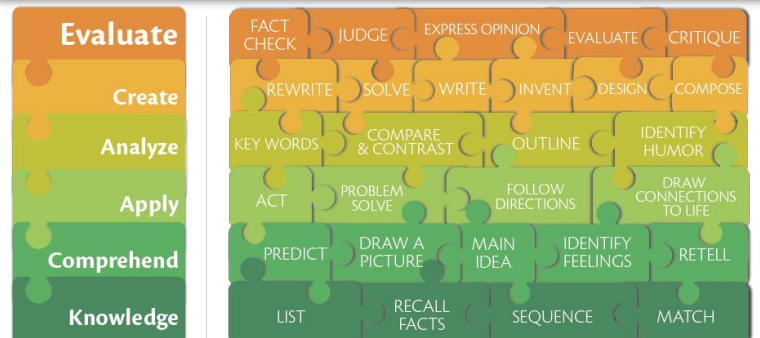 Evaluate
FACT
CHECK
JUDGE
EXPRESS OPINION
EVALUATE
CRITIQUE
Create
REWRITE
SOLVE
WRITE
INVENT
DESIGN
COMPOSE
Analyze
KEY WORDS
COMPARE
& CONTRAST
OUTLINE
IDENTIFY
HUMOR
Apply
ACT
PROBLEM
SOLVE
FOLLOW
DIRECTIONS
DRAW
CONNECTIONS
TO LIFE
Comprehend
PREDICT
DRAW A
PICTURE
MAIN
IDEA
IDENTIFY
FEELINGS
RETELL
Knowledge
LIST
RECALL
FACTS
SEQUENCE
MATCH